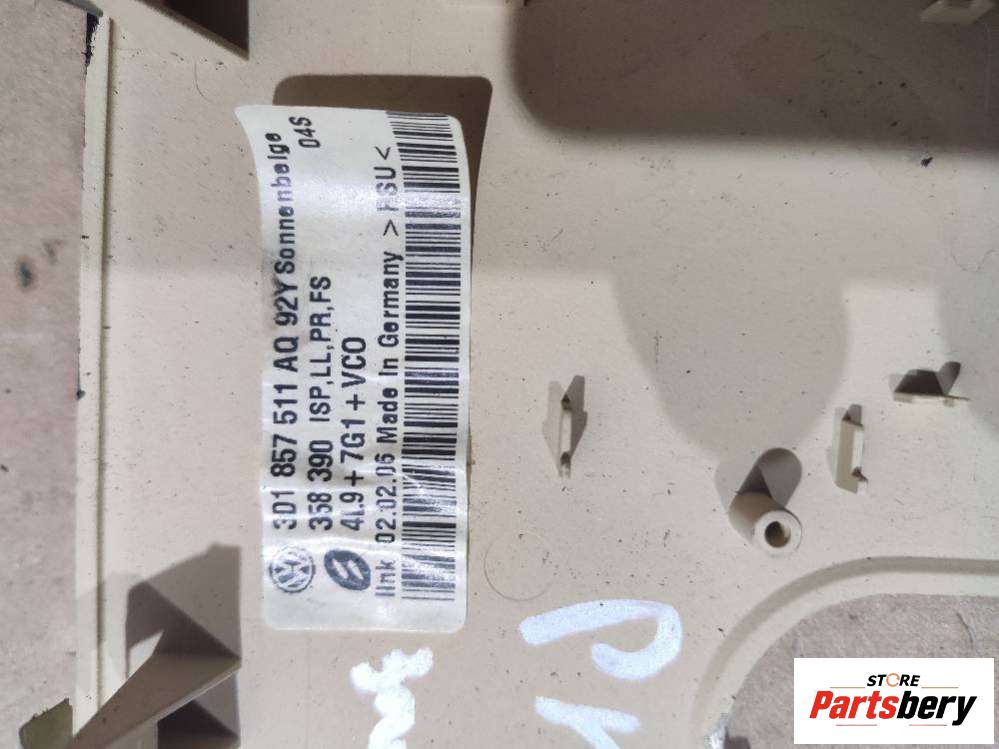 3D1 857 511 AQ 92Y Sonnenbeige
04S
358 390 ISP,LL,PR,FS
4L9 + 7G1 + VCO
link 02.02.06 Made In Germany
STORE
Partsbery